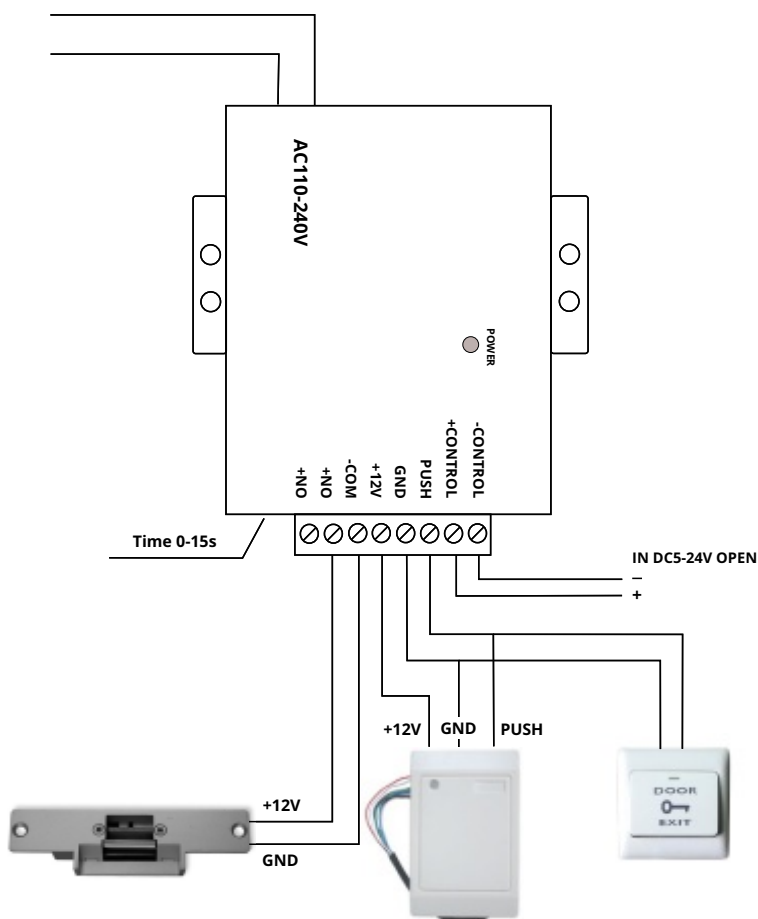 AC110-240V
POWER
+NO
+NO
-COM
+12V
GND
PUSH
+CONTROL
-CONTROL
Time 0-15s
IN DC5-24V OPEN
–
+
+12V
GND
PUSH
+12V
GND
DOOR
EXIT